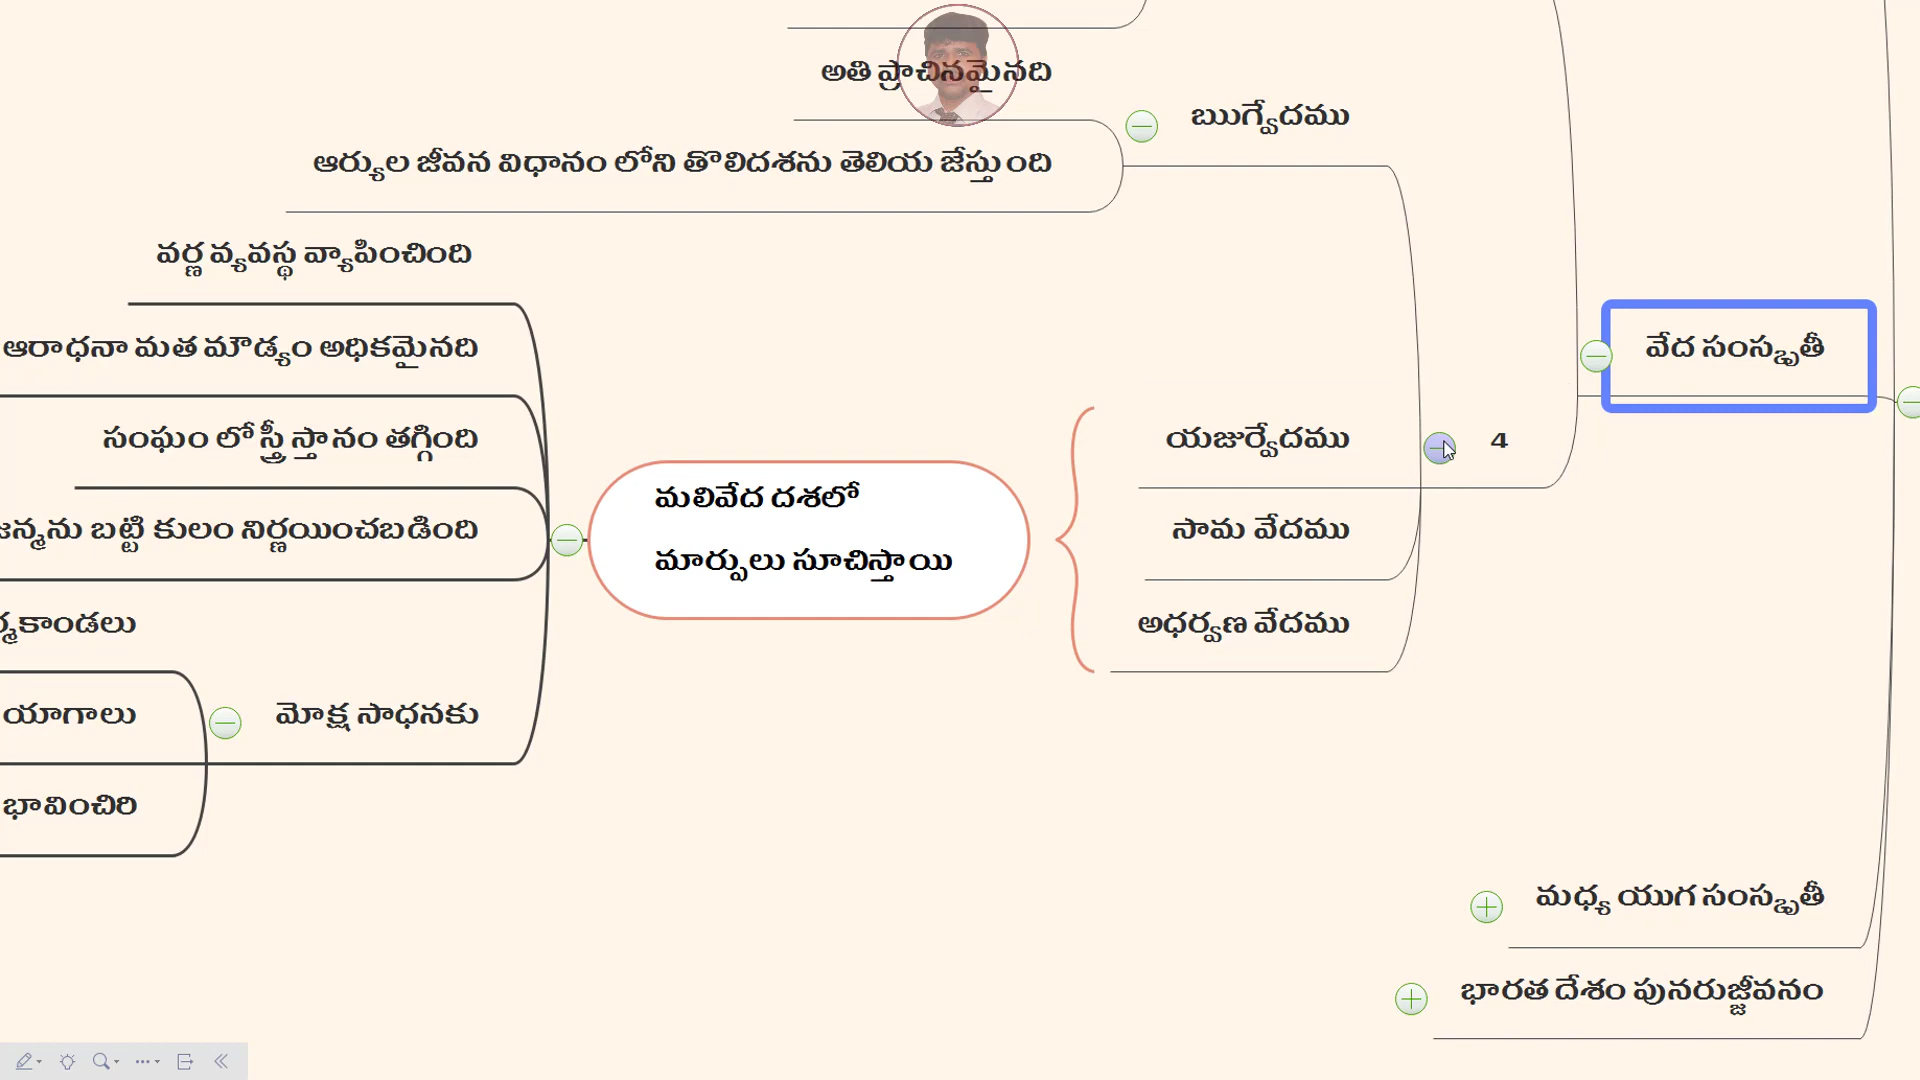 అతి ప్రాచినమైనది
ఋగ్వేదము
ఆర్యుల జీవన విధానం లోని తొలిదశను తెలియ జేస్తుంది
వర్ణ వ్యవస్థ వ్యాపించింది
ఆరాధనా మత మౌఢ్యం అధికమైనది
వేద సంస్కృతీ
సంఘం లో స్త్రీ స్తానం తగ్గింది
యజుర్వేదము
4
మలివేద దశలో
మార్పులు సూచిస్తాయి
జన్మను బట్టి కులం నిర్ణయించబడింది
సామ వేదము
అధర్వణ వేదము
యాగాలు
మోక్ష సాధనకు
భావించిరి
మధ్య యుగ సంస్కృతీ
భారత దేశం పునరుజ్జీవనం